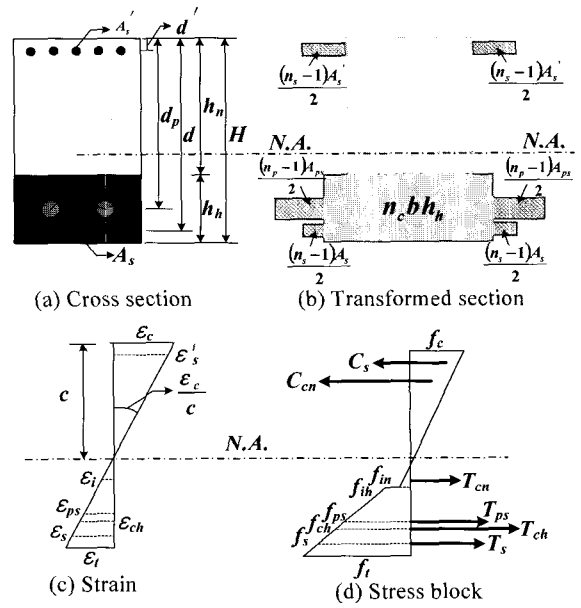 A_s'
d'
d_p
d
h_n
H
h_h
A_s
(a) Cross section
(n_s-1)A_s'
2
(n_s-1)A_s'
2
N.A.
N.A.
(n_p-1)A_ps
2
(n_p-1)A_ps
2
n_c b h_h
(n_s-1)A_s
2
(n_s-1)A_s
2
(b) Transformed section
ε_c
ε_s'
c
ε_c
c
N.A.
ε_i
ε_ps
ε_ch
ε_s
ε_t
(c) Strain
f_c
C_s
C_cn
f_in
f_ih
T_cn
f_ps
T_ps
f_ch
T_ch
f_s
T_s
f_t
(d) Stress block